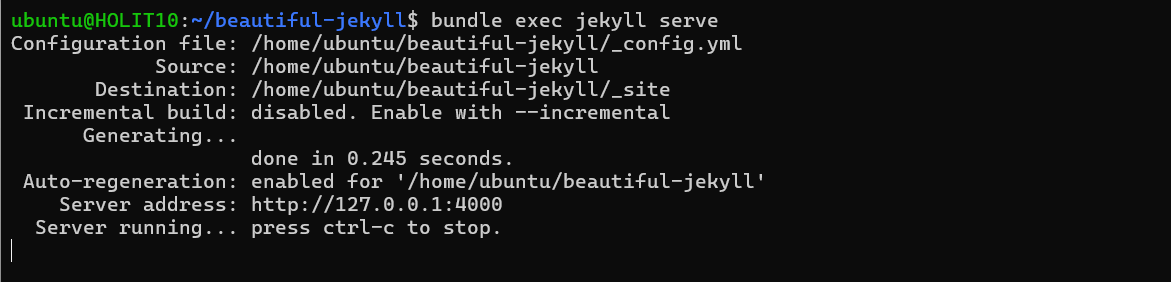 ubuntu@HOLIT10:~/beautiful-jekyll$ bundle exec jekyll serve
Configuration file: /home/ubuntu/beautiful-jekyll/_config.yml
Source: /home/ubuntu/beautiful-jekyll
Destination: /home/ubuntu/beautiful-jekyll/_site
Incremental build: disabled. Enable with --incremental
Generating...
done in 0.245 seconds.
Auto-regeneration: enabled for '/home/ubuntu/beautiful-jekyll'
Server address: http://127.0.0.1:4000
Server running... press ctrl-c to stop.